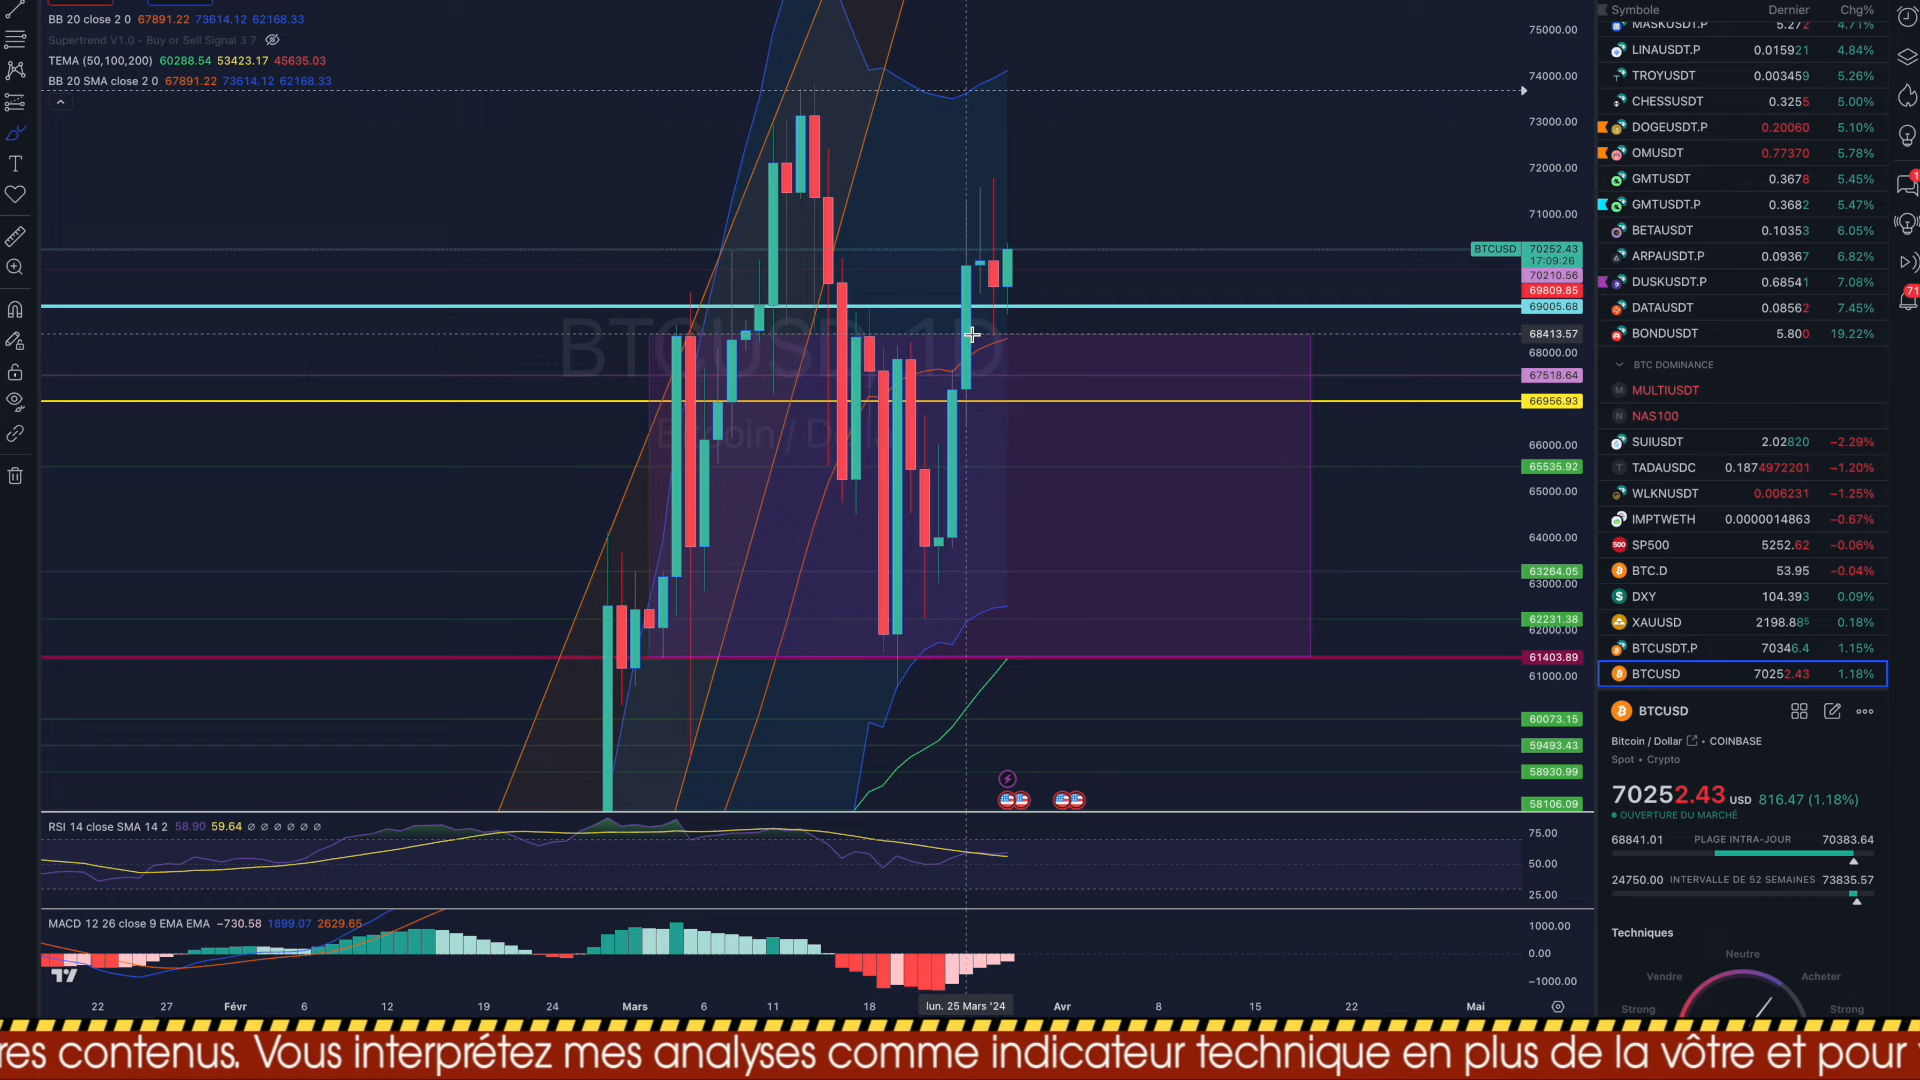 BB 20 close 2 0 67891.22 73614.12 62168.33
Supertrend V1.0 - Buy or Sell Signal 3 7
TEMA (50,100,200) 60288.54 53423.17 45635.03
BB 20 SMA close 2 0 67891.22 73614.12 62168.33
BTCUSD, 1D
Bitcoin / Dollar
75000.00
74000.00
73000.00
72000.00
71000.00
BTCUSD 70252.43
17:09:26
70210.56
69809.85
69005.68
68413.57
68000.00
67518.64
66956.93
66000.00
65535.92
65000.00
64000.00
63264.05
63000.00
62231.38
62000.00
61403.89
61000.00
60073.15
59493.43
58930.99
58106.09
RSI 14 close SMA 14 2 58.90 59.64 ∅ ∅ ∅ ∅ ∅ ∅
75.00
50.00
25.00
MACD 12 26 close 9 EMA EMA −730.58 1899.07 2629.65
1000.00
0.00
−1000.00
22 27 Févr 6 12 19 24 Mars 6 11 18 lun. 25 Mars '24 Avr 8 15 22 Mai
Symbole Dernier Chg%
MASKUSDT.P 5.272 4.71%
LINAUSDT.P 0.015921 4.84%
TROYUSDT 0.003459 5.26%
CHESSUSDT 0.3255 5.00%
DOGEUSDT.P 0.20060 5.10%
OMUSDT 0.77370 5.78%
GMTUSDT 0.3678 5.45%
GMTUSDT.P 0.3682 5.47%
BETAUSDT 0.10353 6.05%
ARPAUSDT.P 0.09367 6.82%
DUSKUSDT.P 0.68541 7.08%
DATAUSDT 0.08562 7.45%
BONDUSDT 5.800 19.22%
BTC DOMINANCE
M MULTIUSDT
N NAS100
SUIUSDT 2.02820 −2.29%
T TADAUSDC 0.1874972201 −1.20%
WLKNUSDT 0.006231 −1.25%
IMPTWETH 0.0000014863 −0.67%
500 SP500 5252.62 −0.06%
BTC.D 53.95 −0.04%
DXY 104.393 0.09%
XAUUSD 2198.885 0.18%
BTCUSDT.P 70346.4 1.15%
BTCUSD 70252.43 1.18%
BTCUSD
Bitcoin / Dollar • COINBASE
Spot • Crypto
70252.43 USD 816.47 (1.18%)
OUVERTURE DU MARCHÉ
68841.01 PLAGE INTRA-JOUR 70383.64
24750.00 INTERVALLE DE 52 SEMAINES 73835.57
Techniques
Neutre
Vendre Acheter
Strong Strong
1
71
res contenus. Vous interprétez mes analyses comme indicateur technique en plus de la vôtre et pour